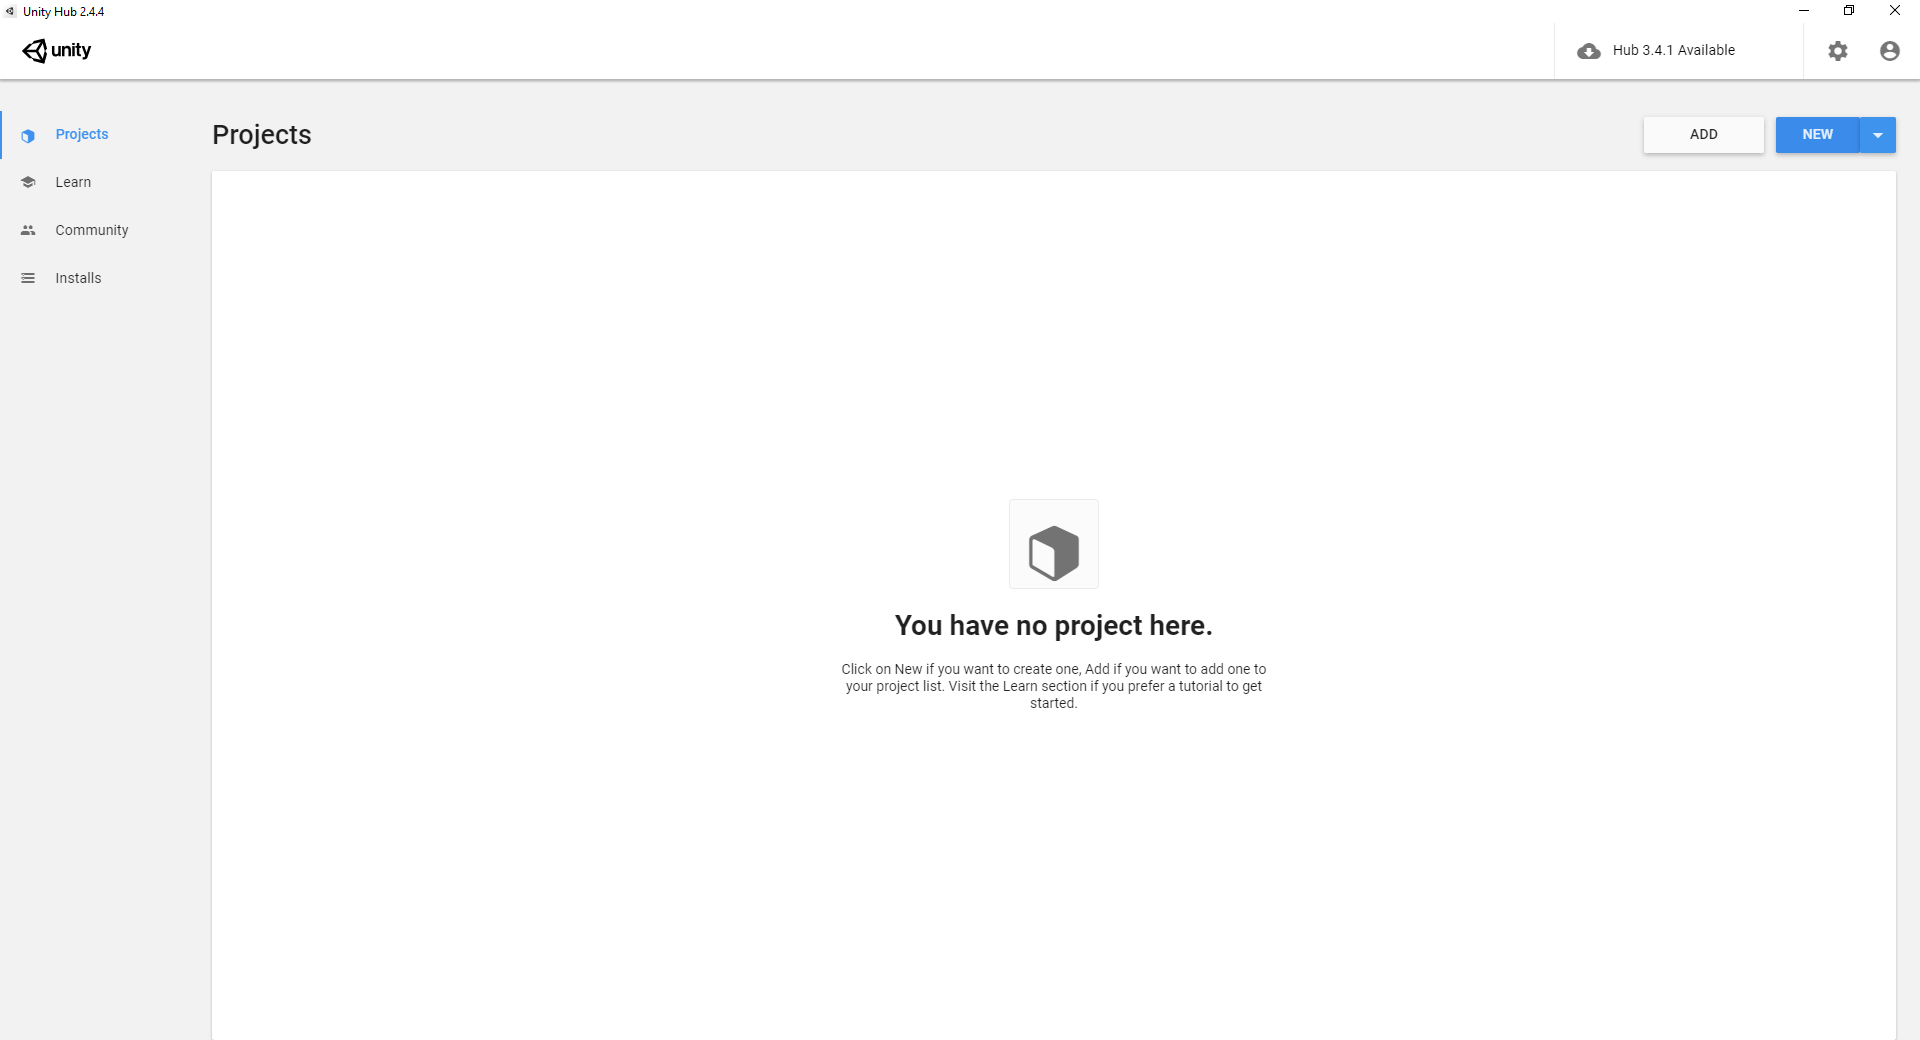 Unity Hub 2.4.4
unity
Hub 3.4.1 Available
Projects
Learn
Community
Installs
Projects
ADD
NEW
You have no project here.
Click on New if you want to create one, Add if you want to add one to
your project list. Visit the Learn section if you prefer a tutorial to get
started.